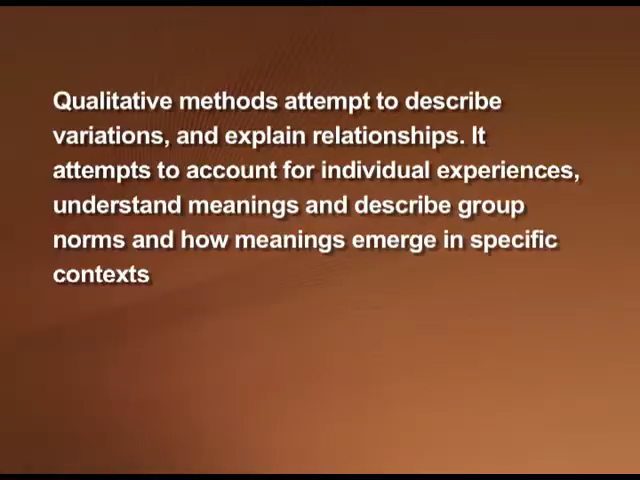 Qualitative methods attempt to describe
variations, and explain relationships. It
attempts to account for individual experiences,
understand meanings and describe group
norms and how meanings emerge in specific
contexts